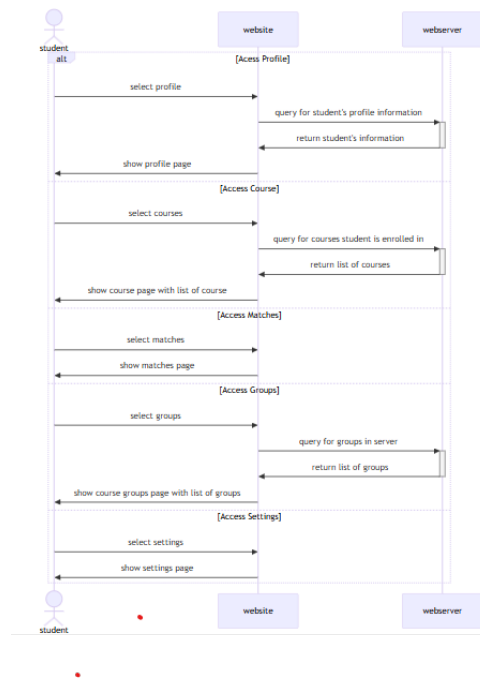 website
webserver
student
alt
[Acess Profile]
select profile
query for student's profile information
return student's information
show profile page
[Access Course]
select courses
query for courses student is enrolled in
return list of courses
show course page with list of course
[Access Matches]
select matches
show matches page
[Access Groups]
select groups
query for groups in server
return list of groups
show course groups page with list of groups
[Access Settings]
select settings
show settings page
website
webserver
student